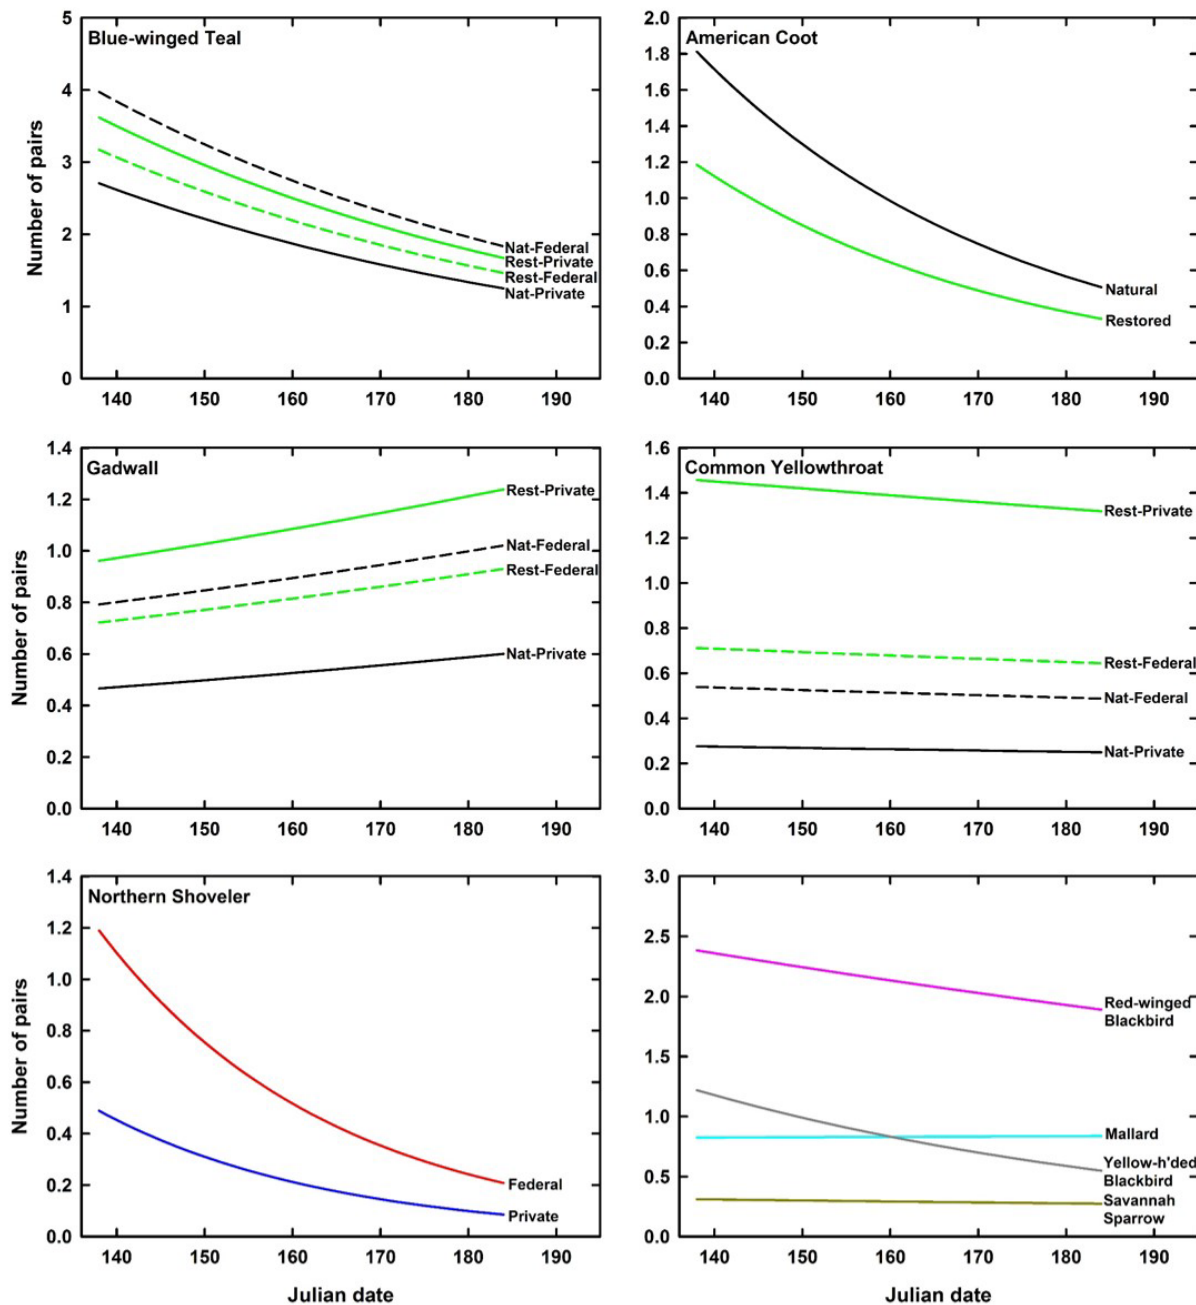 Blue-winged Teal
Number of pairs
5
4
3
2
1
0
Nat-Federal
Rest-Private
Rest-Federal
Nat-Private
140 150 160 170 180 190
American Coot
2.0
1.8
1.6
1.4
1.2
1.0
0.8
0.6
0.4
0.2
0.0
Natural
Restored
140 150 160 170 180 190
Gadwall
Number of pairs
1.4
1.2
1.0
0.8
0.6
0.4
0.2
0.0
Rest-Private
Nat-Federal
Rest-Federal
Nat-Private
140 150 160 170 180 190
Common Yellowthroat
1.6
1.4
1.2
1.0
0.8
0.6
0.4
0.2
0.0
Rest-Private
Rest-Federal
Nat-Federal
Nat-Private
140 150 160 170 180 190
Northern Shoveler
Number of pairs
1.4
1.2
1.0
0.8
0.6
0.4
0.2
0.0
Federal
Private
140 150 160 170 180 190
Julian date
3.0
2.5
2.0
1.5
1.0
0.5
0.0
Red-winged
Blackbird
Mallard
Yellow-h'ded
Blackbird
Savannah
Sparrow
140 150 160 170 180 190
Julian date